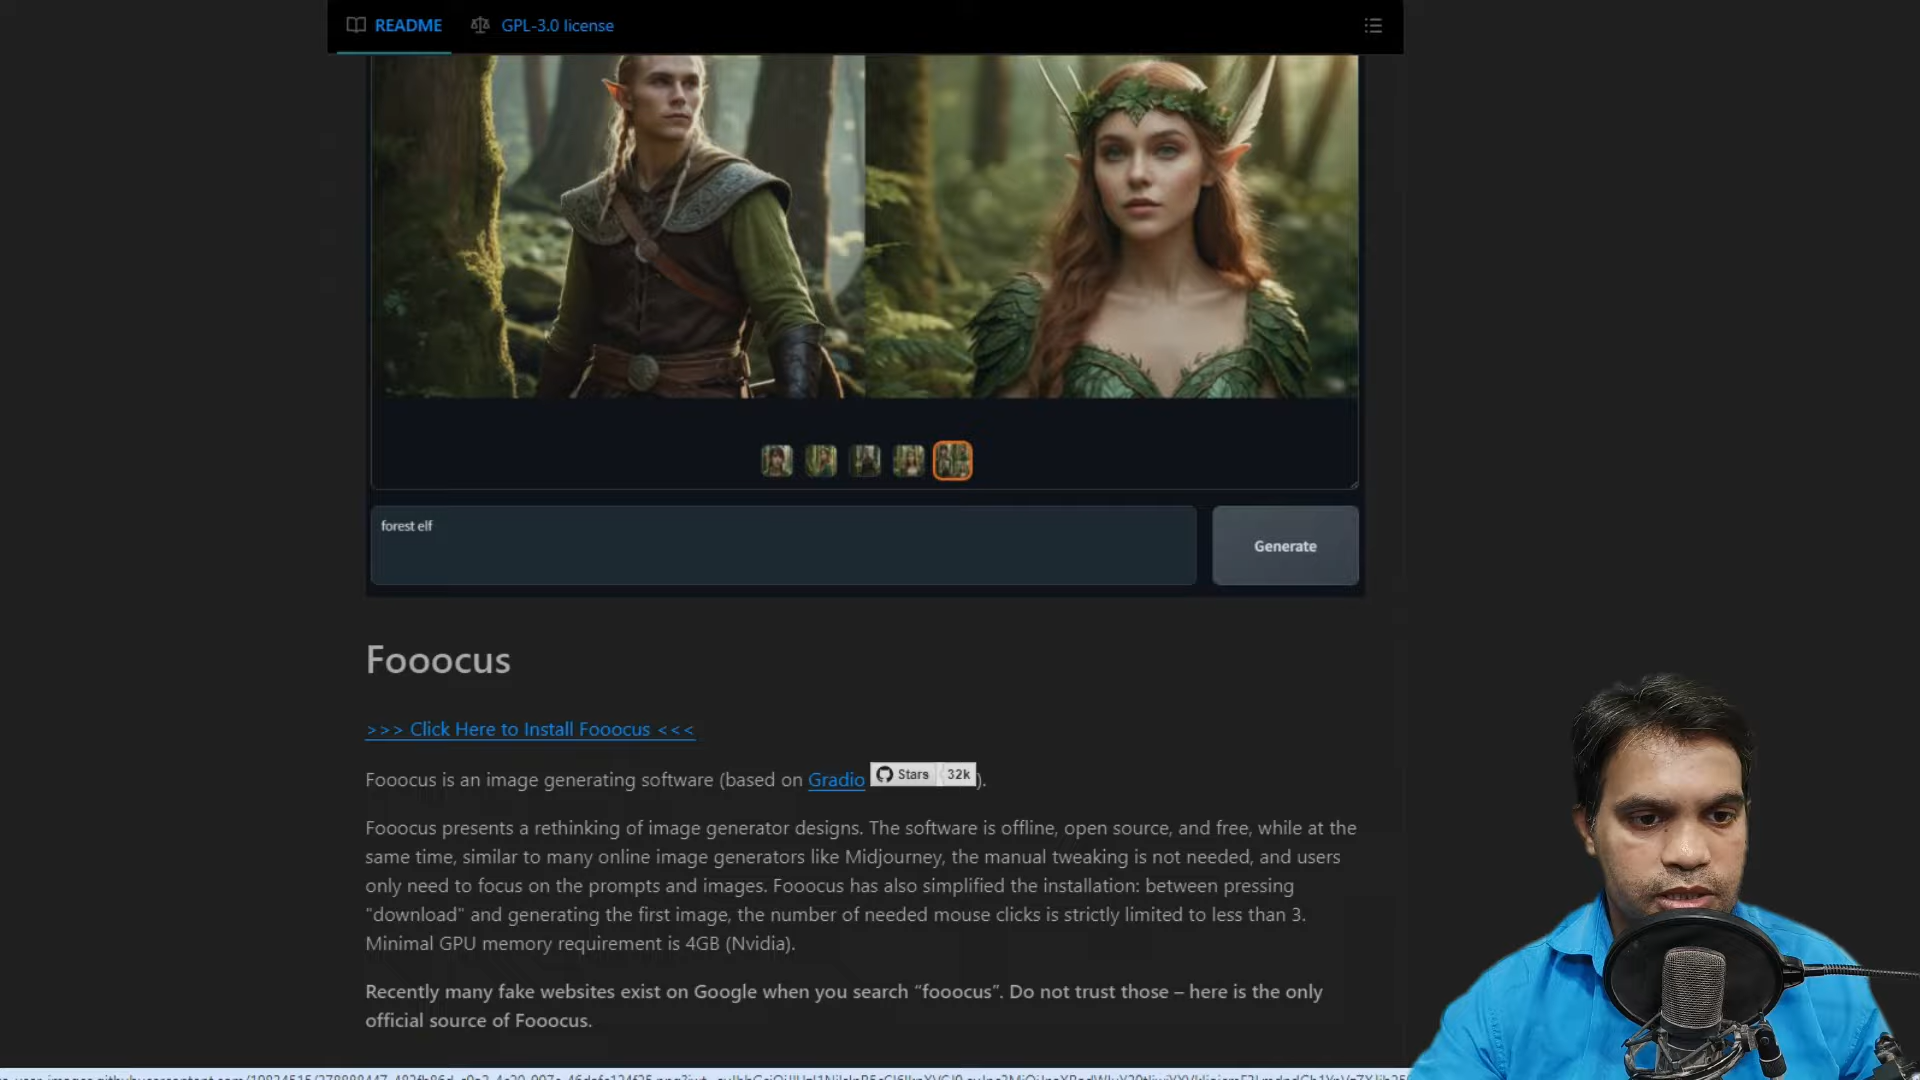 README GPL-3.0 license
forest elf
Generate
Fooocus
>>> Click Here to Install Fooocus <<<
Fooocus is an image generating software (based on Gradio Stars 32k ).
Fooocus presents a rethinking of image generator designs. The software is offline, open source, and free, while at the
same time, similar to many online image generators like Midjourney, the manual tweaking is not needed, and users
only need to focus on the prompts and images. Fooocus has also simplified the installation: between pressing
"download" and generating the first image, the number of needed mouse clicks is strictly limited to less than 3.
Minimal GPU memory requirement is 4GB (Nvidia).
Recently many fake websites exist on Google when you search “fooocus”. Do not trust those – here is the only
official source of Fooocus.